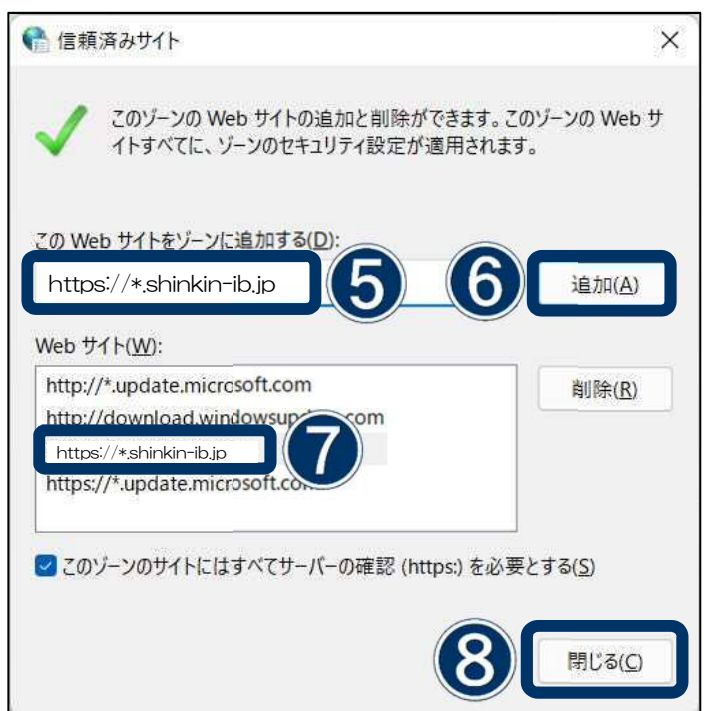 信頼済みサイト
このゾーンの Web サイトの追加と削除ができます。このゾーンの Web サ
イトすべてに、ゾーンのセキュリティ設定が適用されます。
この Web サイトをゾーンに追加する(D):
https://*.shinkin-ib.jp
5
6
追加(A)
Web サイト(W):
http://*.update.microsoft.com
削除(R)
http://download.windowsup com
https://*.shinkin-ib.jp
7
https://*.update.microsoft.co
このゾーンのサイトにはすべてサーバーの確認 (https:) を必要とする(S)
8
閉じる(C)